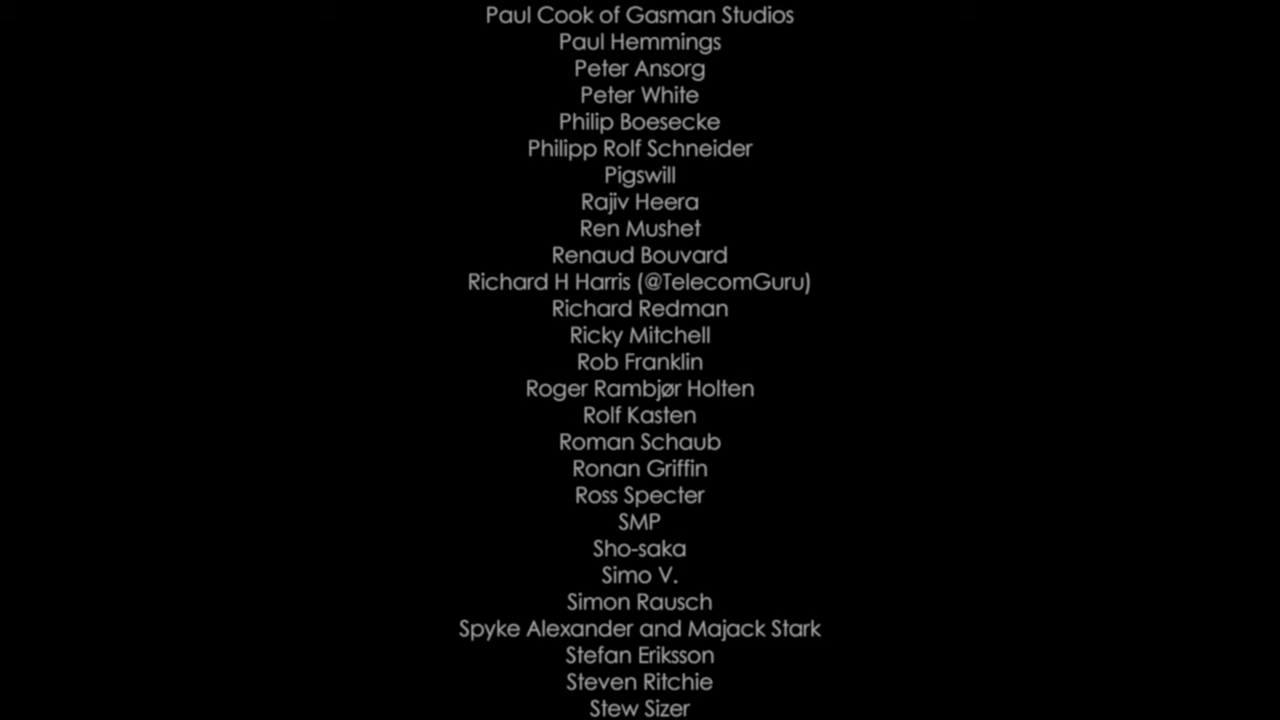 Paul Cook of Gasman Studios
Paul Hemmings
Peter Ansorg
Peter White
Philip Boesecke
Philipp Rolf Schneider
Pigswill
Rajiv Heera
Ren Mushet
Renaud Bouvard
Richard H Harris (@TelecomGuru)
Richard Redman
Ricky Mitchell
Rob Franklin
Roger Rambjør Holten
Rolf Kasten
Roman Schaub
Ronan Griffin
Ross Specter
SMP
Sho-saka
Simo V.
Simon Rausch
Spyke Alexander and Majack Stark
Stefan Eriksson
Steven Ritchie
Stew Sizer